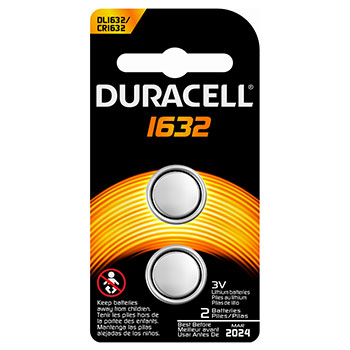 DL1632/
CR1632
DURACELL
1632
3V
Lithium batteries
Piles au lithium
Pilas de litio
2 Batteries
Piles/Pilas
Keep batteries
away from children.
Tenir les piles hors de
la portée des enfants.
Mantenga las pilas
alejadas de los niños.
Best Before
Meilleur avant
Usar Antes De
MAR
2024